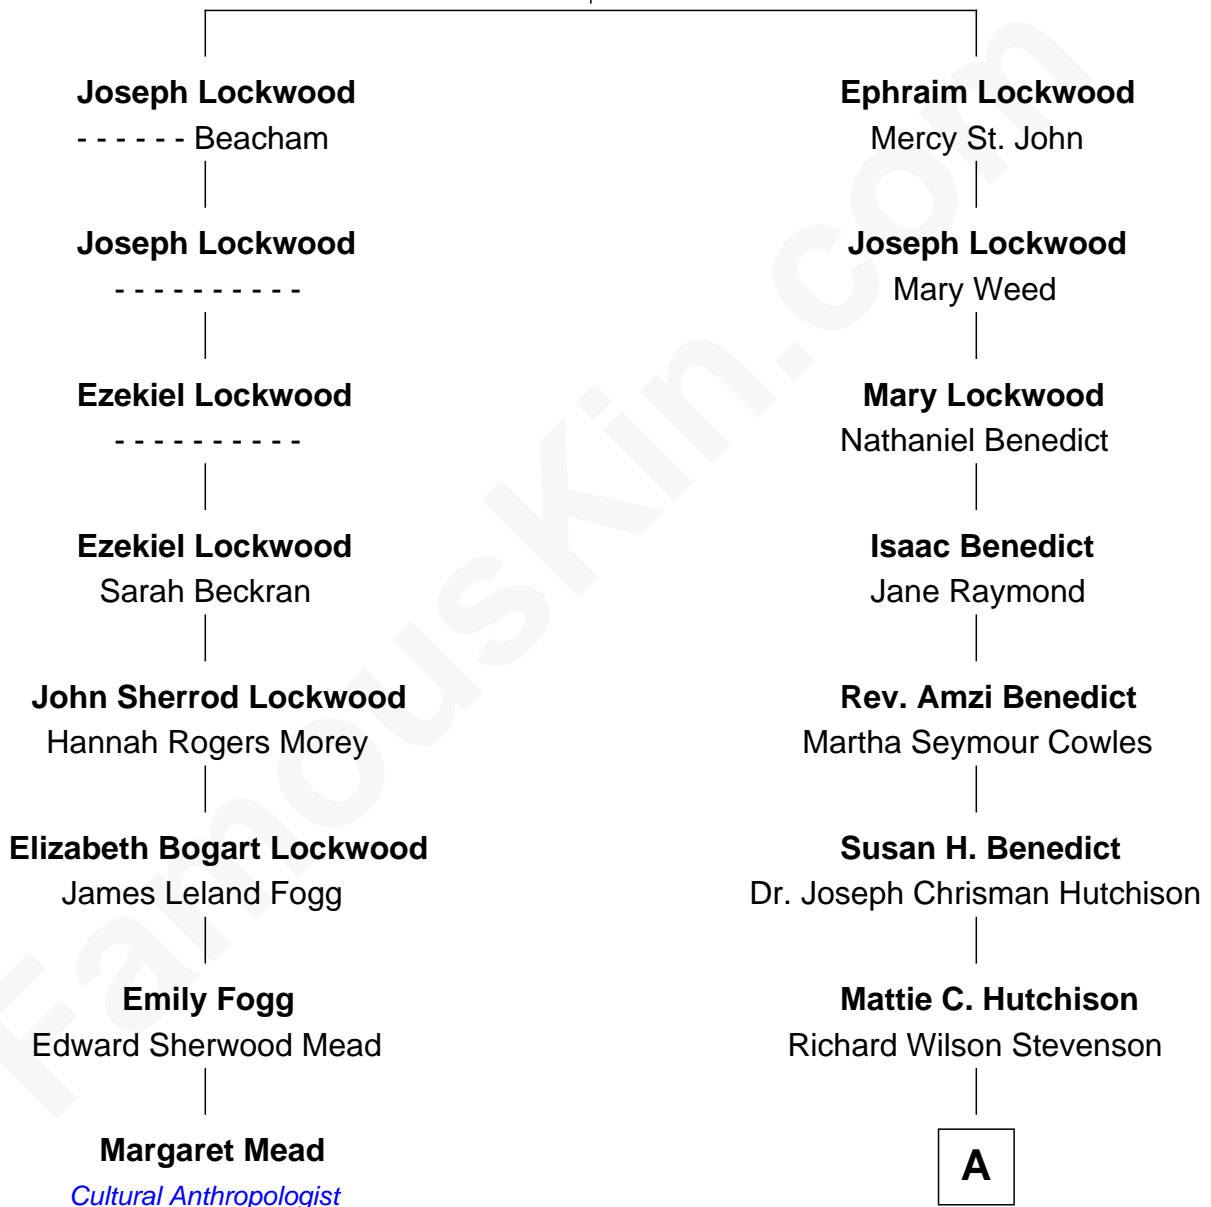 Joseph Lockwood
- - - - - - Beacham
Joseph Lockwood
- - - - - - - - - -
Ezekiel Lockwood
- - - - - - - - - -
Ezekiel Lockwood
Sarah Beckran
John Sherrod Lockwood
Hannah Rogers Morey
Elizabeth Bogart Lockwood
James Leland Fogg
Emily Fogg
Edward Sherwood Mead
Margaret Mead
Cultural Anthropologist
Ephraim Lockwood
Mercy St. John
Joseph Lockwood
Mary Weed
Mary Lockwood
Nathaniel Benedict
Isaac Benedict
Jane Raymond
Rev. Amzi Benedict
Martha Seymour Cowles
Susan H. Benedict
Dr. Joseph Chrisman Hutchison
Mattie C. Hutchison
Richard Wilson Stevenson
A
FamousKin.com